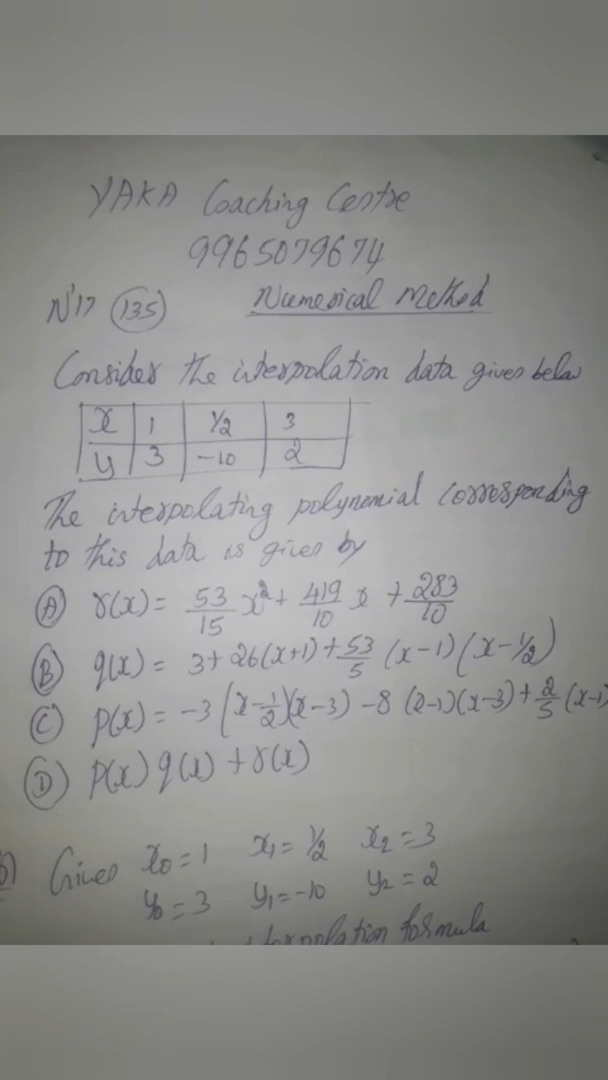 YAKA Coaching Centre
9965079674
N'17 (135) Numerical Method
Consider the interpolation data given below
x 1 1/2 3
y 3 -10 2
The interpolating polynomial corresponding
to this data is given by
(A) r(x) = 53/15 x² + 419/10 x + 283/10
(B) q(x) = 3+26(x+1)+53/5 (x-1)(x-1/2)
(C) p(x) = -3(x-1/2)(x-3) -8 (x-1)(x-3)+2/5 (x-1)
(D) p(x) q(x) + r(x)
Given x₀ = 1 x₁ = 1/2 x₂ = 3
y₀ = 3 y₁ = -10 y₂ = 2
interpolation formula